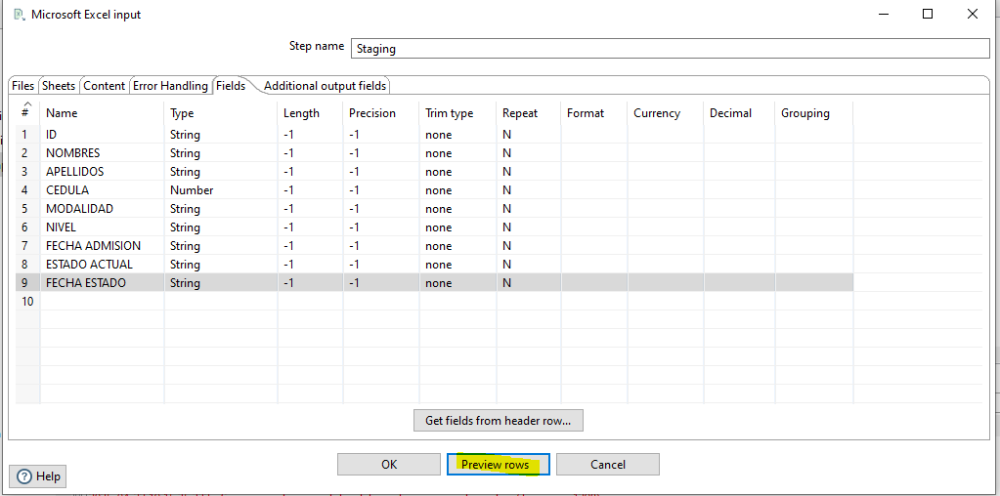 Microsoft Excel input
Step name Staging
Files Sheets Content Error Handling Fields Additional output fields
# Name Type Length Precision Trim type Repeat Format Currency Decimal Grouping
1 ID String -1 -1 none N
2 NOMBRES String -1 -1 none N
3 APELLIDOS String -1 -1 none N
4 CEDULA Number -1 -1 none N
5 MODALIDAD String -1 -1 none N
6 NIVEL String -1 -1 none N
7 FECHA ADMISION String -1 -1 none N
8 ESTADO ACTUAL String -1 -1 none N
9 FECHA ESTADO String -1 -1 none N
10
Get fields from header row...
OK Preview rows Cancel
Help